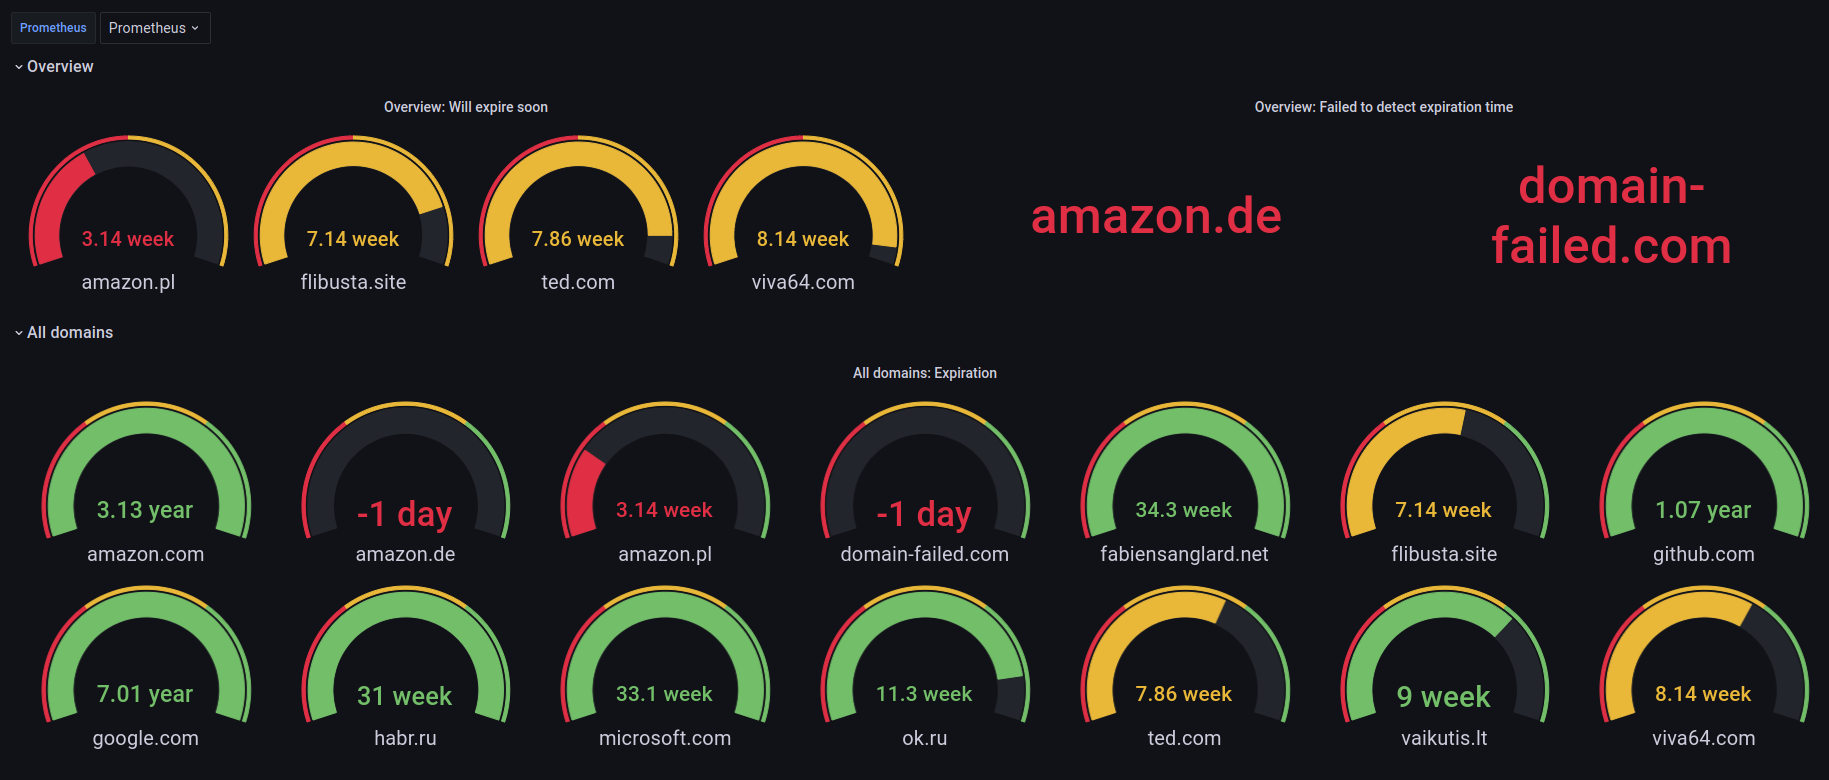 Prometheus Prometheus
Overview
Overview: Will expire soon
Overview: Failed to detect expiration time
3.14 week
7.14 week
7.86 week
8.14 week
amazon.pl
flibusta.site
ted.com
viva64.com
amazon.de
domain-
failed.com
All domains
All domains: Expiration
3.13 year
-1 day
3.14 week
-1 day
34.3 week
7.14 week
1.07 year
amazon.com
amazon.de
amazon.pl
domain-failed.com
fabiensanglard.net
flibusta.site
github.com
7.01 year
31 week
33.1 week
11.3 week
7.86 week
9 week
8.14 week
google.com
habr.ru
microsoft.com
ok.ru
ted.com
vaikutis.lt
viva64.com